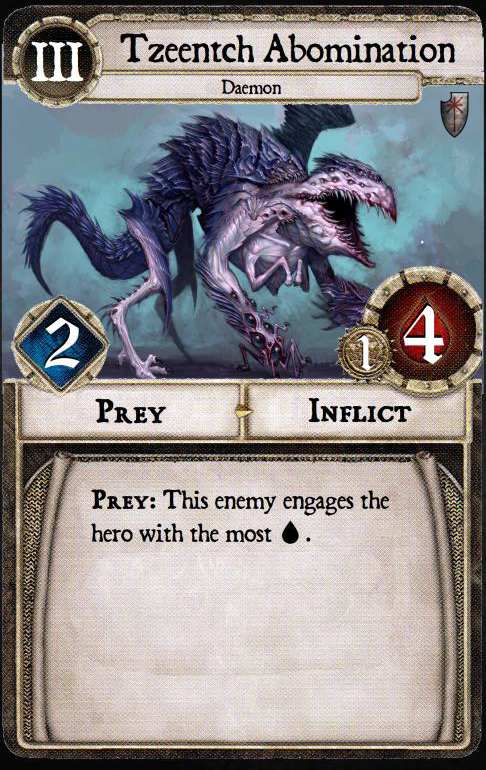 III
Tzeentch Abomination
Daemon
2
1
4
PREY
INFLICT
PREY: This enemy engages the
hero with the most .